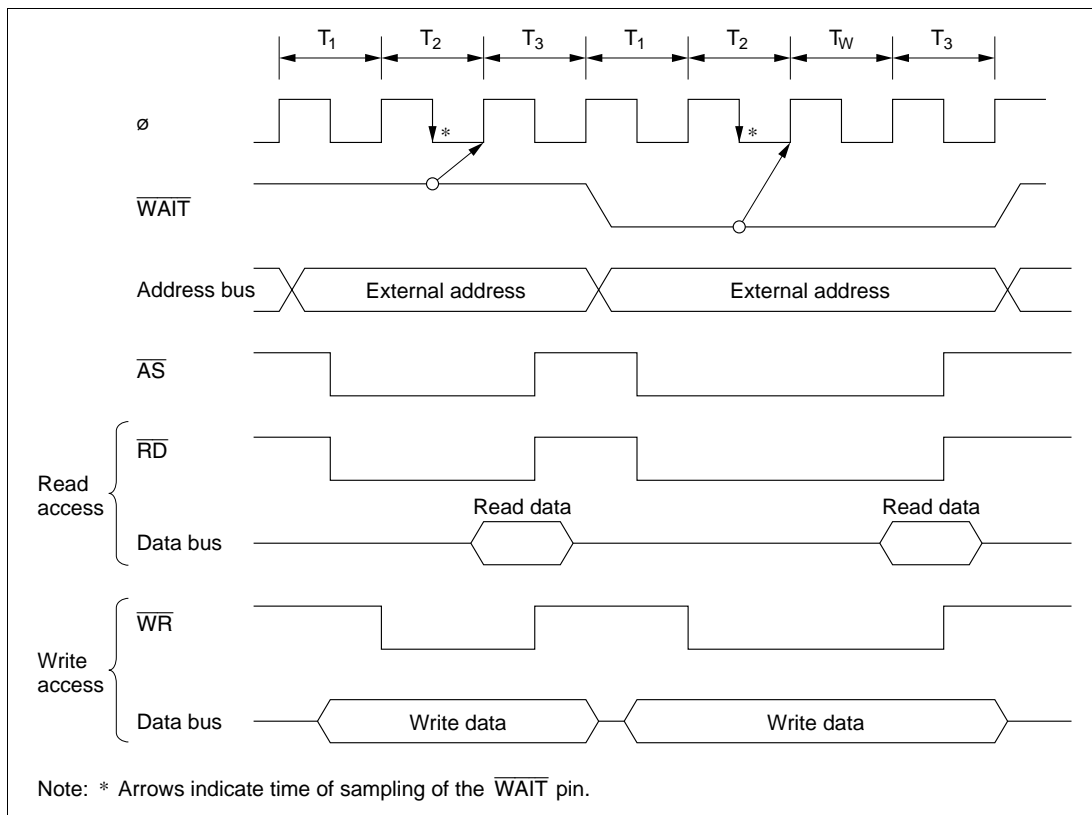 T1 T2 T3 T1 T2 TW T3
ø
* *
WAIT
Address bus External address External address
AS
RD
Read access
Read data Read data
Data bus
WR
Write access
Data bus Write data Write data
Note: * Arrows indicate time of sampling of the WAIT pin.